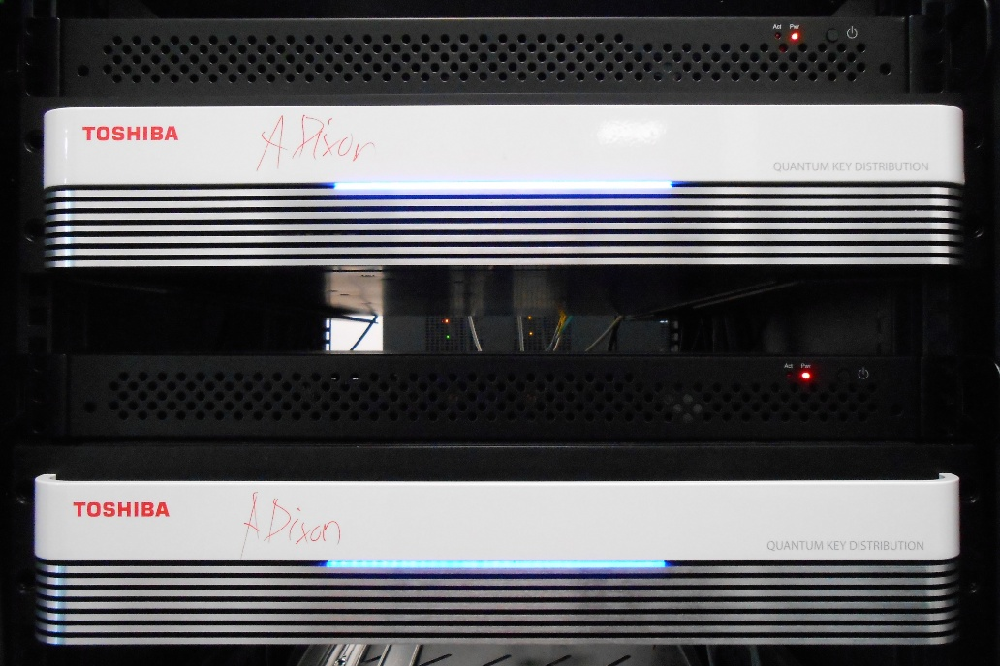 Act Pwr
TOSHIBA
A Dixon
QUANTUM KEY DISTRIBUTION
Act Pwr
TOSHIBA
A Dixon
QUANTUM KEY DISTRIBUTION